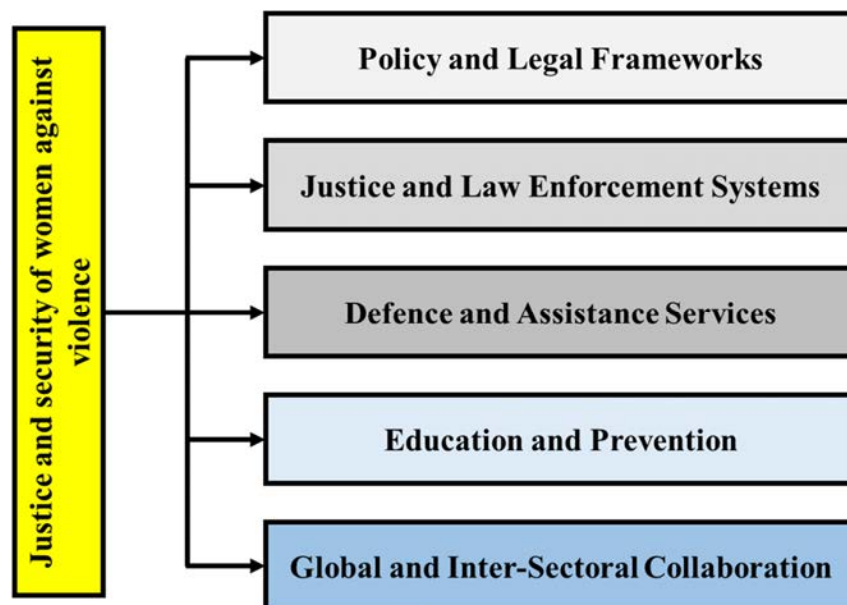 Justice and security of women against
violence
Policy and Legal Frameworks
Justice and Law Enforcement Systems
Defence and Assistance Services
Education and Prevention
Global and Inter-Sectoral Collaboration